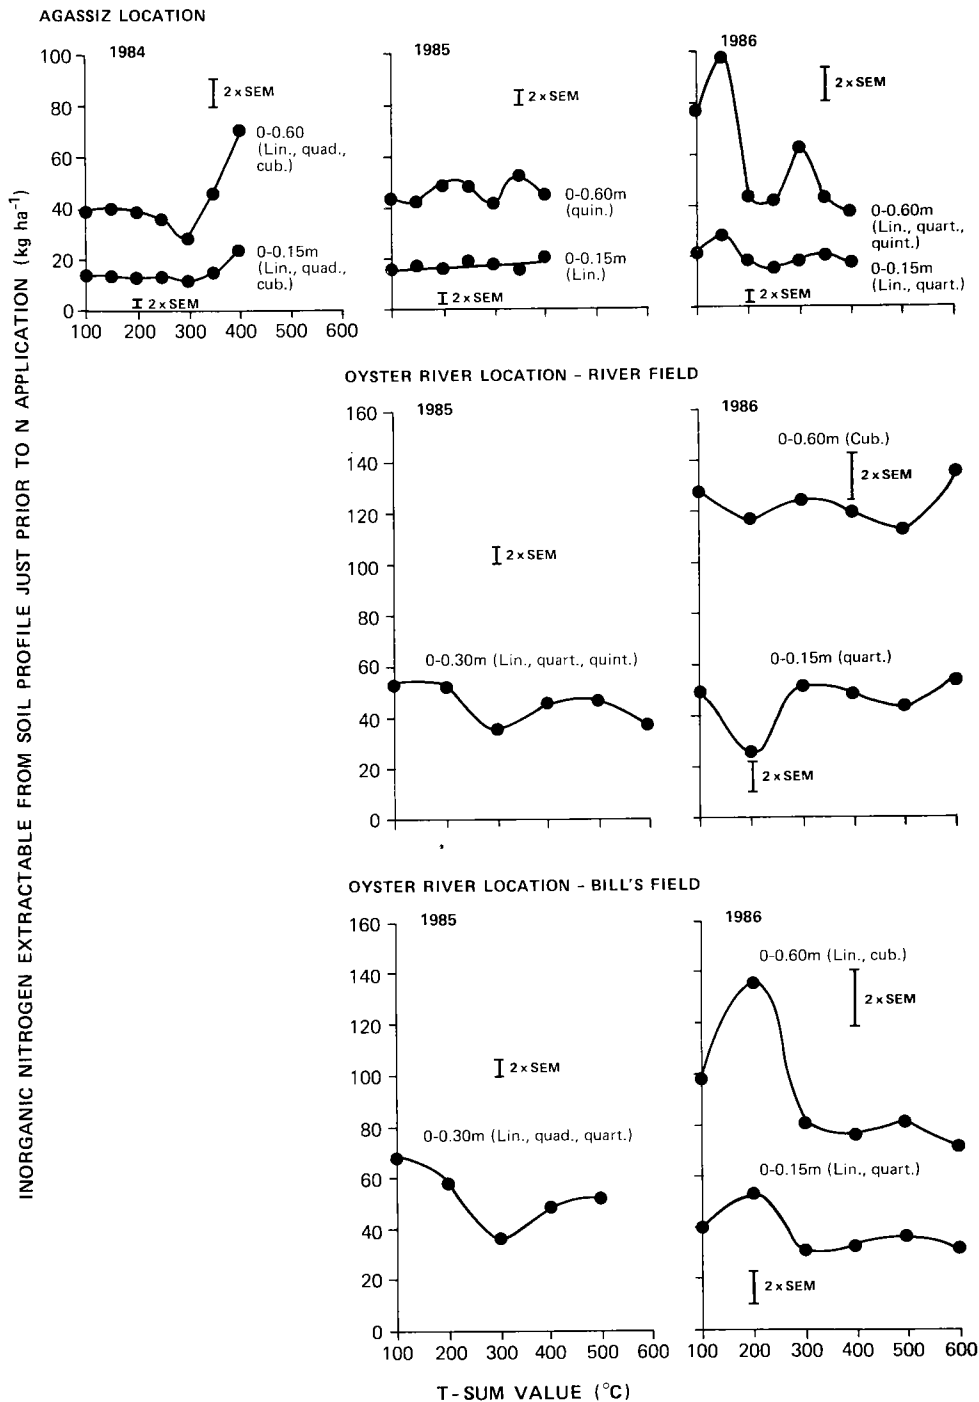 AGASSIZ LOCATION
INORGANIC NITROGEN EXTRACTABLE FROM SOIL PROFILE JUST PRIOR TO N APPLICATION (kg ha⁻¹)
1984
100
80
60
40
20
0
2 x SEM
0-0.60
(Lin., quad.,
cub.)
0-0.15m
(Lin., quad.,
cub.)
2 x SEM
100 200 300 400 500 600
1985
2 x SEM
0-0.60m
(quin.)
0-0.15m
(Lin.)
2 x SEM
1986
2 x SEM
0-0.60m
(Lin., quart.,
quint.)
0-0.15m
(Lin., quart.)
2 x SEM
OYSTER RIVER LOCATION - RIVER FIELD
1985
160
140
120
100
80
60
40
20
0
2 x SEM
0-0.30m (Lin., quart., quint.)
1986
0-0.60m (Cub.)
2 x SEM
0-0.15m (quart.)
2 x SEM
OYSTER RIVER LOCATION - BILL'S FIELD
1985
160
140
120
100
80
60
40
20
0
2 x SEM
0-0.30m (Lin., quad., quart.)
100 200 300 400 500 600
1986
0-0.60m (Lin., cub.)
2 x SEM
0-0.15m (Lin., quart.)
2 x SEM
100 200 300 400 500 600
T-SUM VALUE (°C)